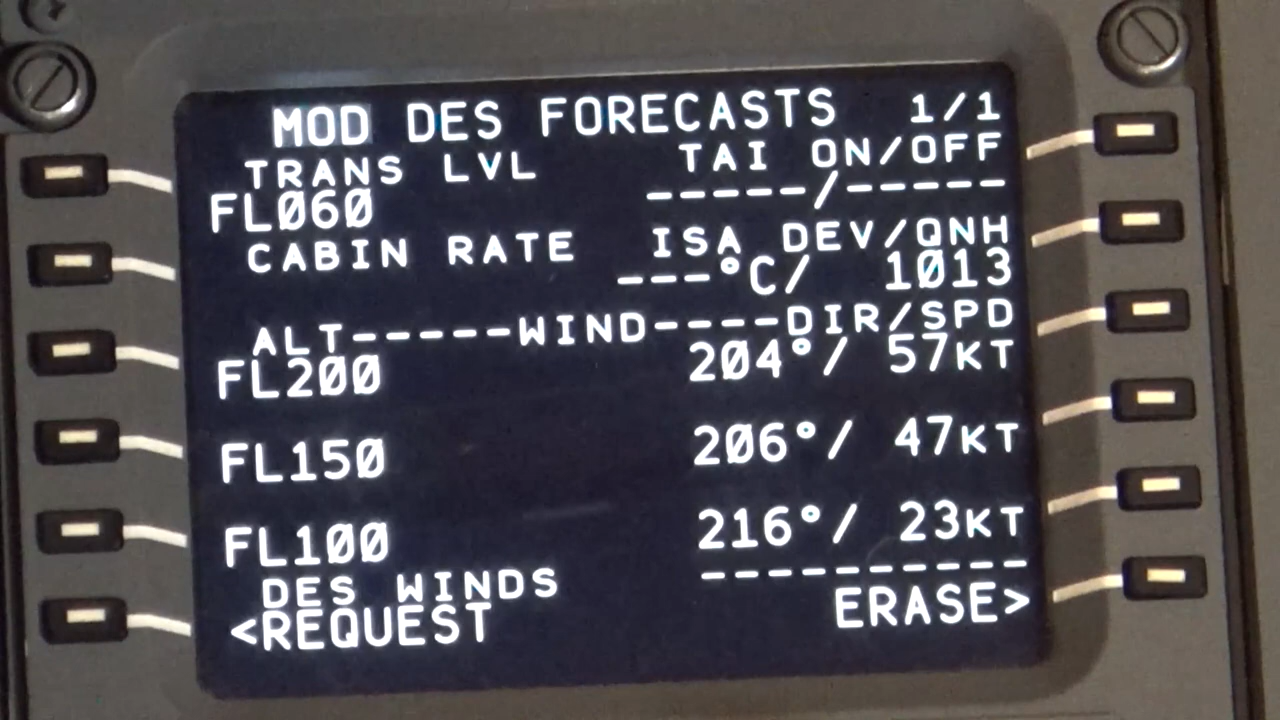 MOD DES FORECASTS 1/1
TRANS LVL TAI ON/OFF
FL060 -----/-----
CABIN RATE ISA DEV/QNH
---°C/ 1013
ALT-----WIND----DIR/SPD
FL200 204°/ 57KT
FL150 206°/ 47KT
FL100 216°/ 23KT
DES WINDS -----------
<REQUEST ERASE>